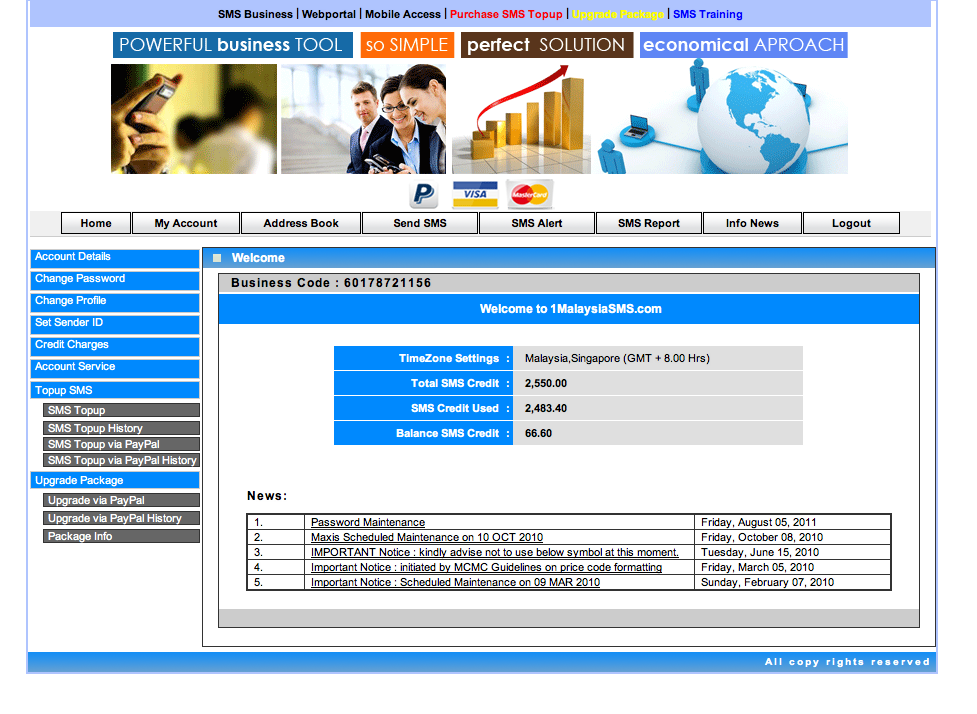 SMS Business | Webportal | Mobile Access | Purchase SMS Topup | Upgrade Package | SMS Training
POWERFUL business TOOL so SIMPLE perfect SOLUTION economical APROACH
P VISA MasterCard
Home My Account Address Book Send SMS SMS Alert SMS Report Info News Logout
Account Details
Change Password
Change Profile
Set Sender ID
Credit Charges
Account Service
Topup SMS
SMS Topup
SMS Topup History
SMS Topup via PayPal
SMS Topup via PayPal History
Upgrade Package
Upgrade via PayPal
Upgrade via PayPal History
Package Info
Welcome
Business Code : 60178721156
Welcome to 1MalaysiaSMS.com
TimeZone Settings : Malaysia,Singapore (GMT + 8.00 Hrs)
Total SMS Credit : 2,550.00
SMS Credit Used : 2,483.40
Balance SMS Credit : 66.60
News:
1. Password Maintenance Friday, August 05, 2011
2. Maxis Scheduled Maintenance on 10 OCT 2010 Friday, October 08, 2010
3. IMPORTANT Notice : kindly advise not to use below symbol at this moment. Tuesday, June 15, 2010
4. Important Notice : initiated by MCMC Guidelines on price code formatting Friday, March 05, 2010
5. Important Notice : Scheduled Maintenance on 09 MAR 2010 Sunday, February 07, 2010
All copy rights reserved